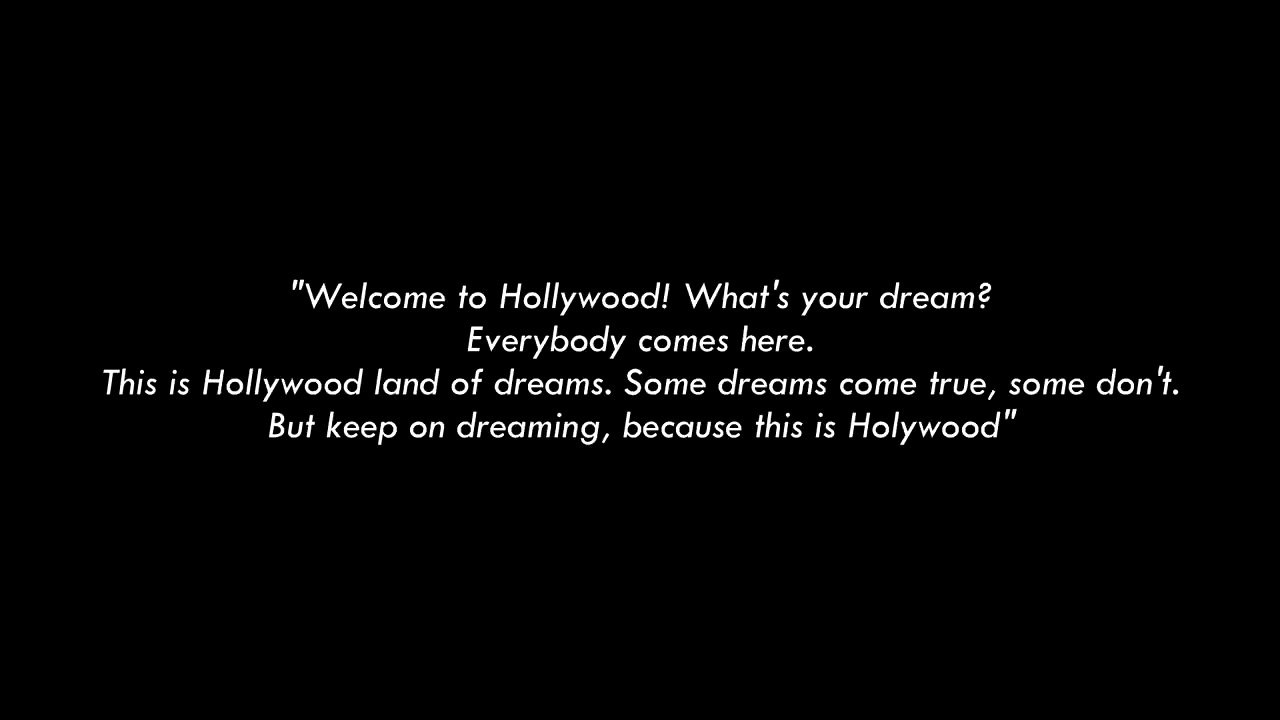 "Welcome to Hollywood! What's your dream?
Everybody comes here.
This is Hollywood land of dreams. Some dreams come true, some don't.
But keep on dreaming, because this is Holywood"